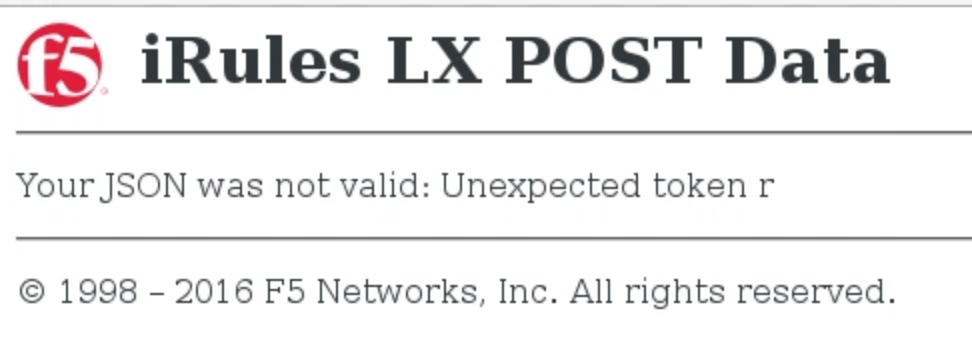 f5 iRules LX POST Data
Your JSON was not valid: Unexpected token r
© 1998 – 2016 F5 Networks, Inc. All rights reserved.